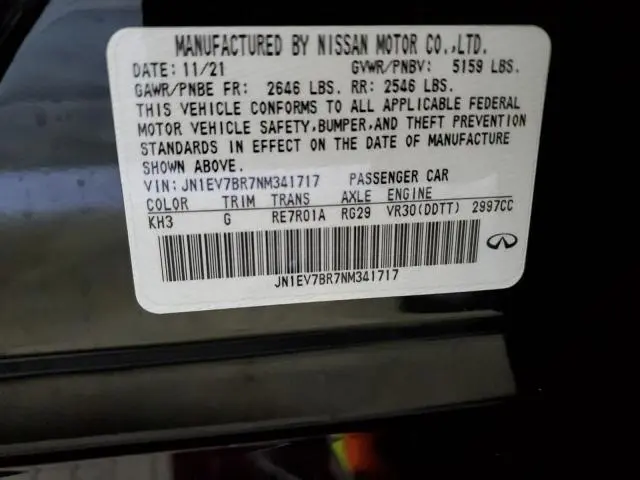 MANUFACTURED BY NISSAN MOTOR CO.,LTD.
DATE: 11/21 GVWR/PNBV: 5159 LBS.
GAWR/PNBE FR: 2646 LBS. RR: 2546 LBS.
THIS VEHICLE CONFORMS TO ALL APPLICABLE FEDERAL
MOTOR VEHICLE SAFETY,BUMPER,AND THEFT PREVENTION
STANDARDS IN EFFECT ON THE DATE OF MANUFACTURE
SHOWN ABOVE.
VIN: JN1EV7BR7NM341717 PASSENGER CAR
COLOR TRIM TRANS AXLE ENGINE
KH3 G RE7R01A RG29 VR30(DDTT) 2997CC
JN1EV7BR7NM341717